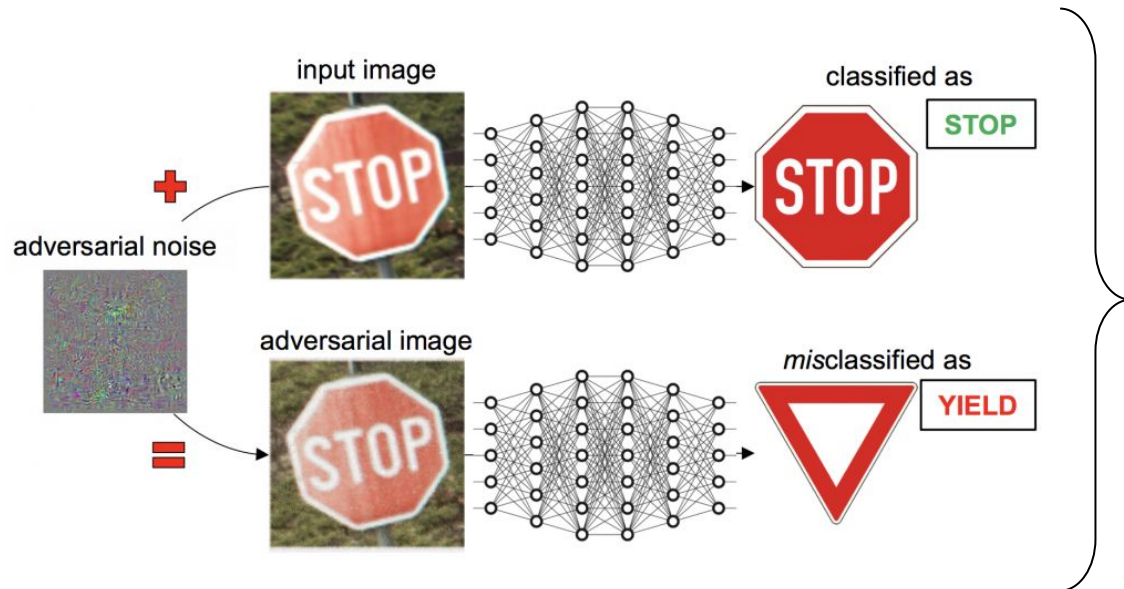 input image
classified as
STOP
STOP
STOP
adversarial noise
adversarial image
misclassified as
STOP
YIELD